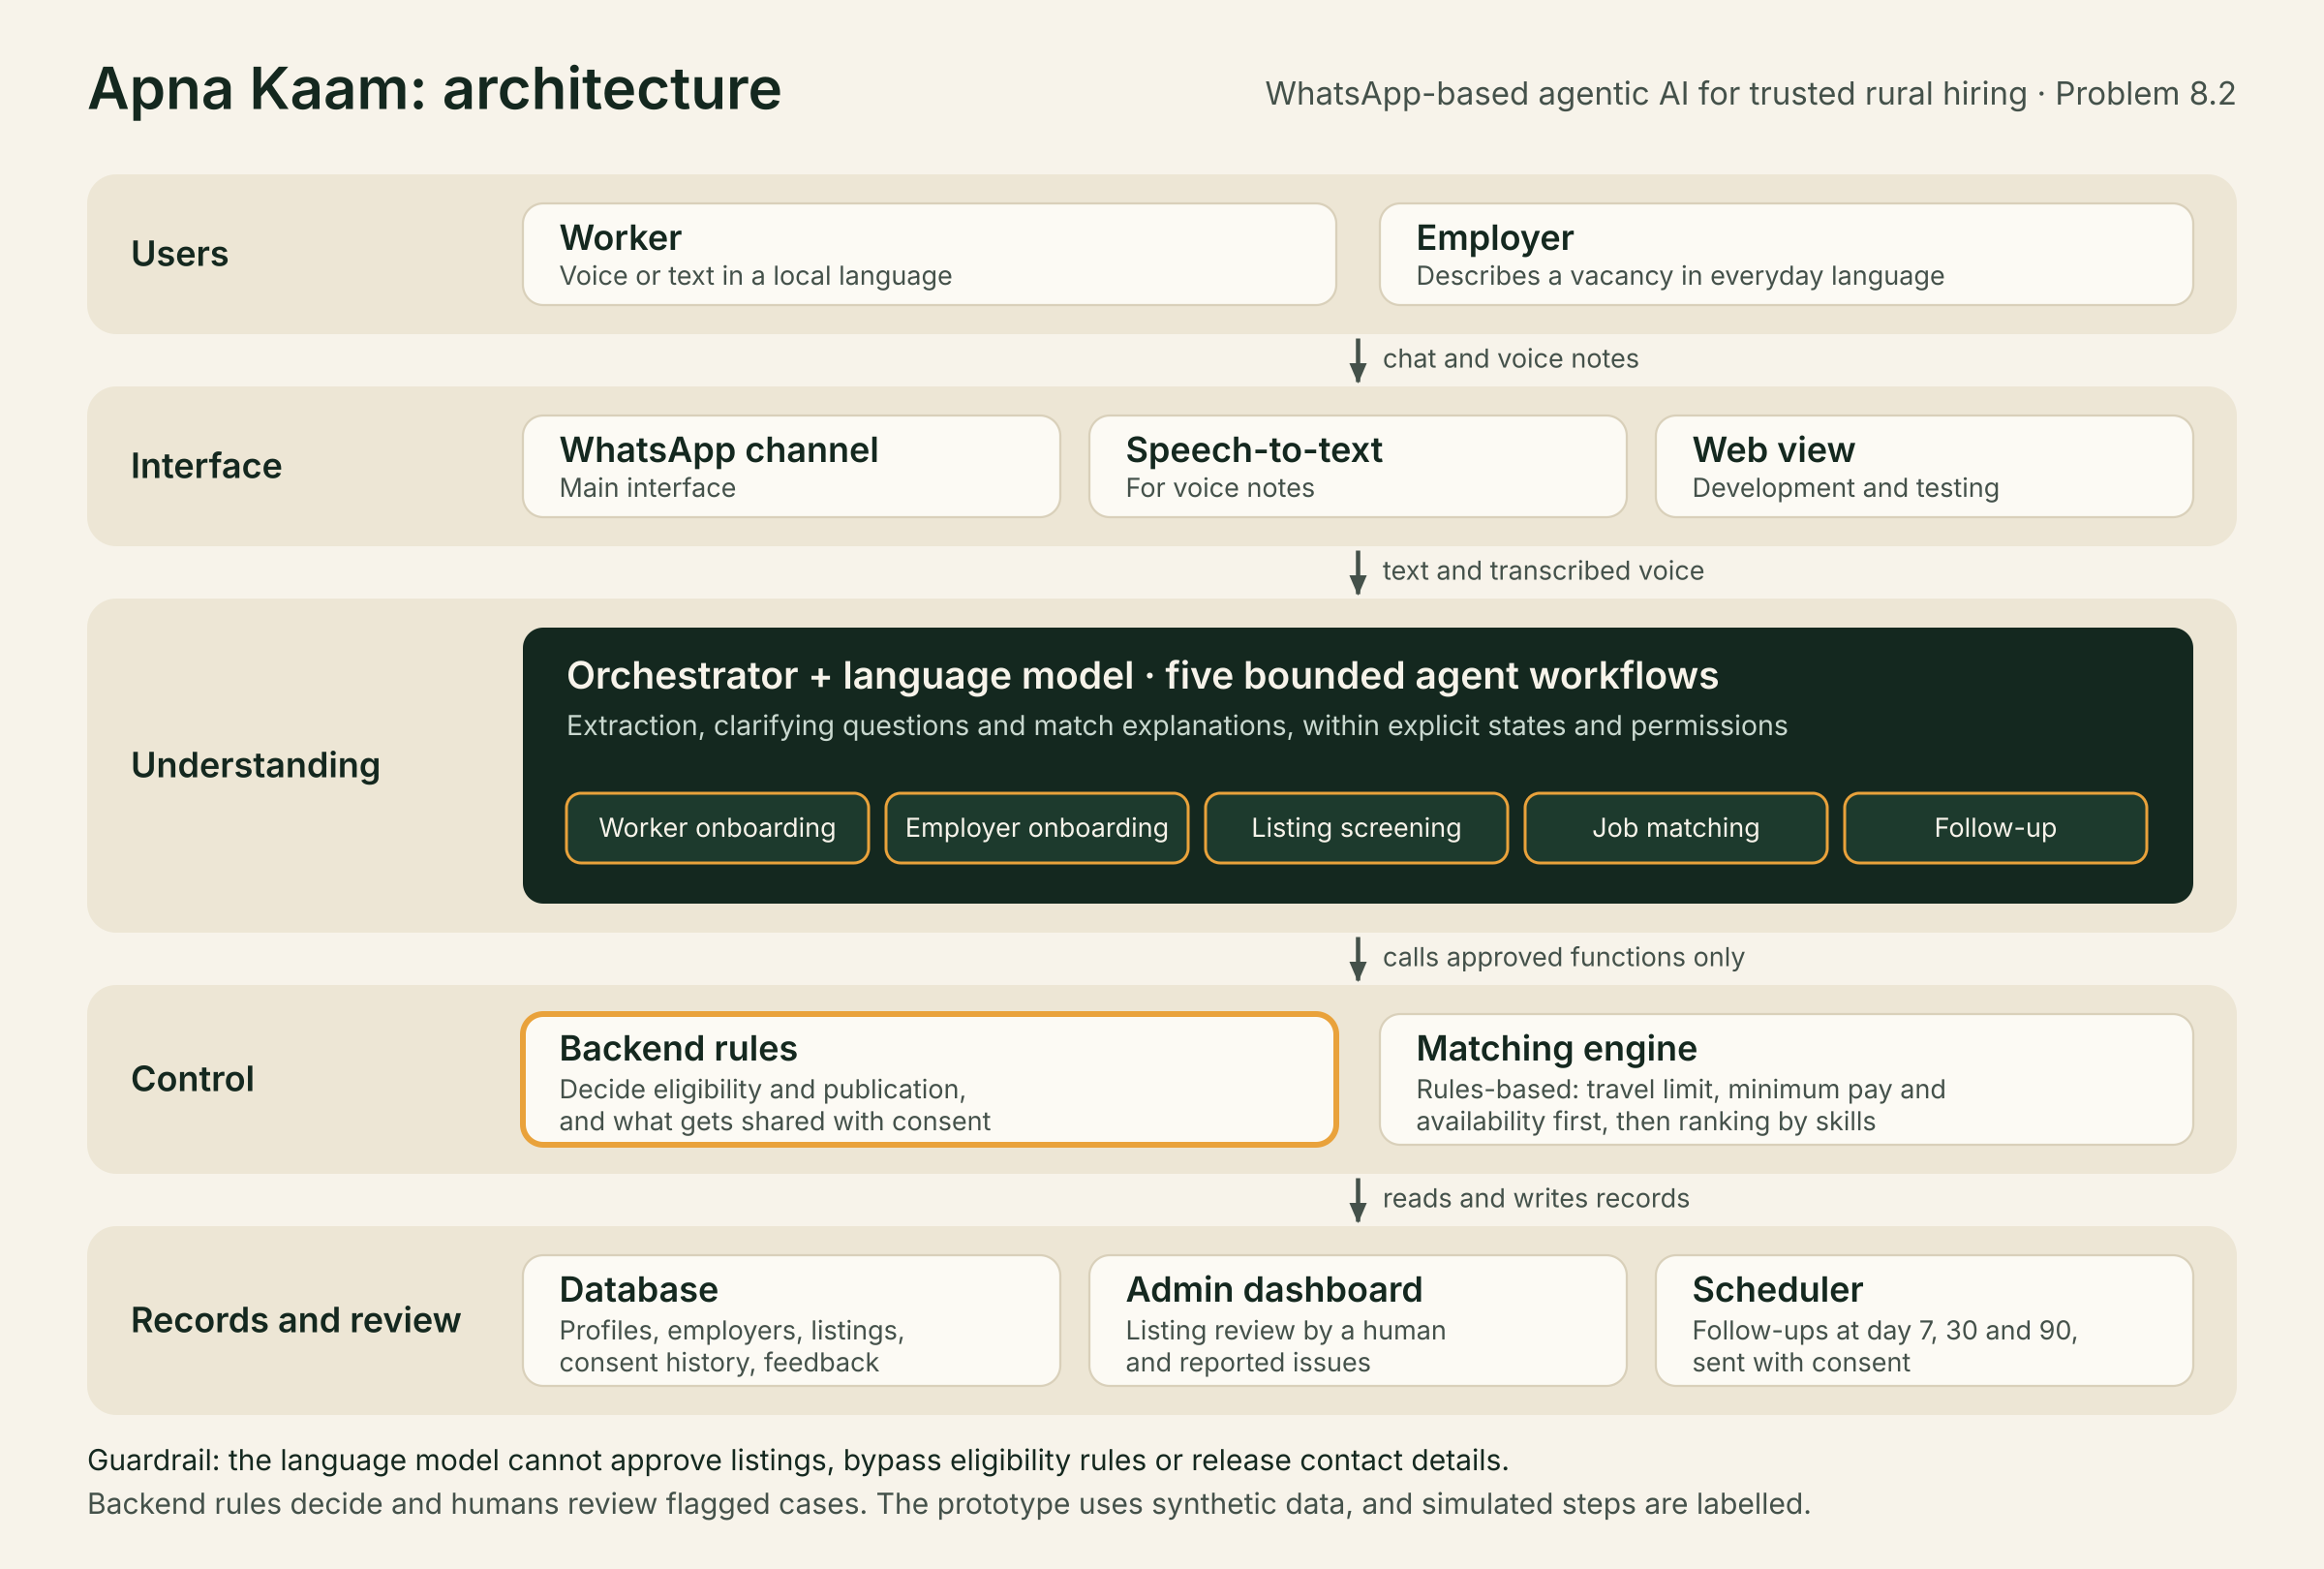 Apna Kaam: architecture
WhatsApp-based agentic AI for trusted rural hiring · Problem 8.2
Users
Worker
Voice or text in a local language
Employer
Describes a vacancy in everyday language
chat and voice notes
Interface
WhatsApp channel
Main interface
Speech-to-text
For voice notes
Web view
Development and testing
text and transcribed voice
Understanding
Orchestrator + language model · five bounded agent workflows
Extraction, clarifying questions and match explanations, within explicit states and permissions
Worker onboarding
Employer onboarding
Listing screening
Job matching
Follow-up
calls approved functions only
Control
Backend rules
Decide eligibility and publication,
and what gets shared with consent
Matching engine
Rules-based: travel limit, minimum pay and
availability first, then ranking by skills
reads and writes records
Records and review
Database
Profiles, employers, listings,
consent history, feedback
Admin dashboard
Listing review by a human
and reported issues
Scheduler
Follow-ups at day 7, 30 and 90,
sent with consent
Guardrail: the language model cannot approve listings, bypass eligibility rules or release contact details.
Backend rules decide and humans review flagged cases. The prototype uses synthetic data, and simulated steps are labelled.